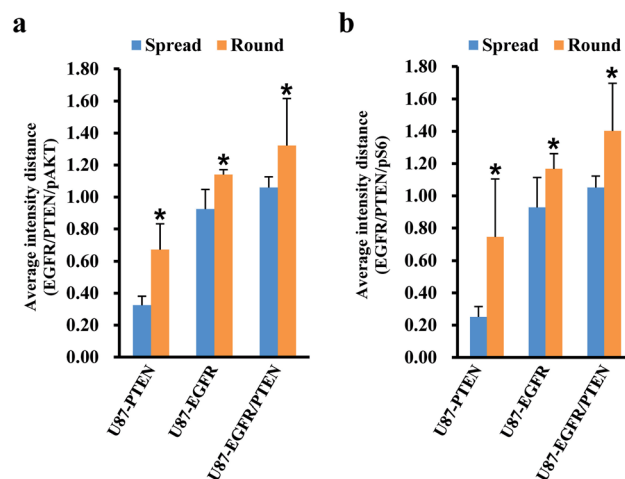 a
Spread Round
Average intensity distance
(EGFR/PTEN/pAKT)
1.80
1.60
1.40
1.20
1.00
0.80
0.60
0.40
0.20
0.00
*
*
*
U87-PTEN
U87-EGFR
U87-EGFR/PTEN
b
Spread Round
Average intensity distance
(EGFR/PTEN/pS6)
1.80
1.60
1.40
1.20
1.00
0.80
0.60
0.40
0.20
0.00
*
*
*
U87-PTEN
U87-EGFR
U87-EGFR/PTEN